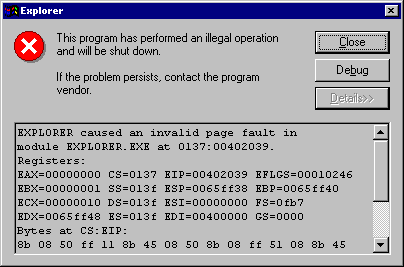 Explorer
This program has performed an illegal operation
and will be shut down.
If the problem persists, contact the program
vendor.
Close
Debug
Details>>
EXPLORER caused an invalid page fault in
module EXPLORER.EXE at 0137:00402039.
Registers:
EAX=00000000 CS=0137 EIP=00402039 EFLGS=00010246
EBX=00000001 SS=013f ESP=0065ff38 EBP=0065ff40
ECX=00000010 DS=013f ESI=00000000 FS=0fb7
EDX=0065ff48 ES=013f EDI=00400000 GS=0000
Bytes at CS:EIP:
8b 08 50 ff 11 8b 45 08 50 8b 08 ff 51 08 8b 45